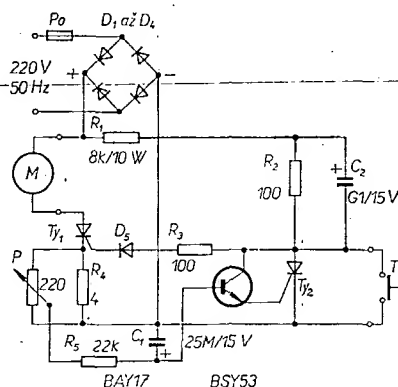 Po
D1 až D4
220 V
50 Hz
+
−
R1
8k/10 W
R2
100
+
C2
G1/15 V
M
Ty1
D5
R3
100
P
220
R4
4
Ty2
T
C1
25M/15 V
+
R5
22k
BAY17
BSY53